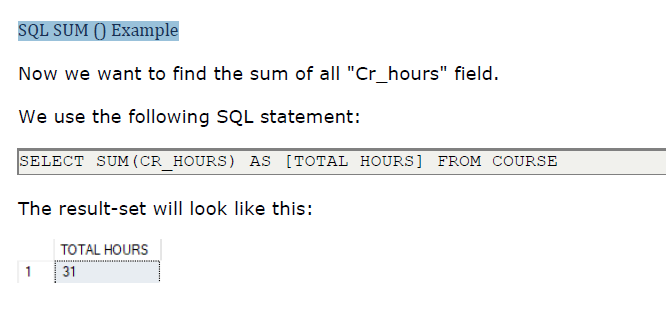 SQL SUM () Example
Now we want to find the sum of all "Cr_hours" field.
We use the following SQL statement:
SELECT SUM(CR_HOURS) AS [TOTAL HOURS] FROM COURSE
The result-set will look like this:
TOTAL HOURS
1 31